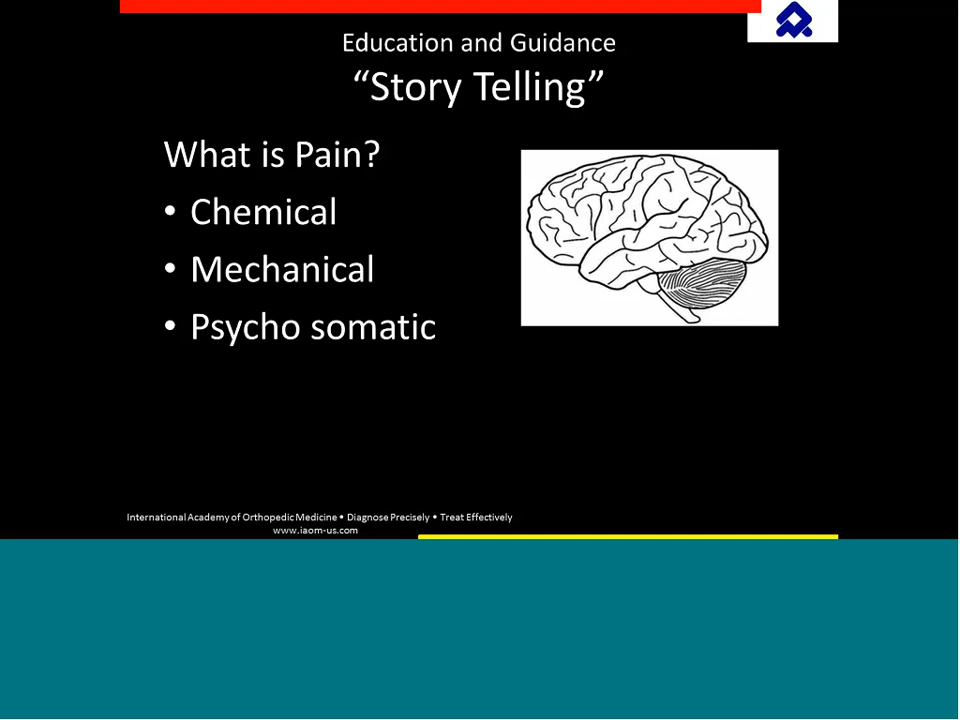 Education and Guidance
“Story Telling”
What is Pain?
• Chemical
• Mechanical
• Psycho somatic
International Academy of Orthopedic Medicine • Diagnose Precisely • Treat Effectively
www.iaom-us.com